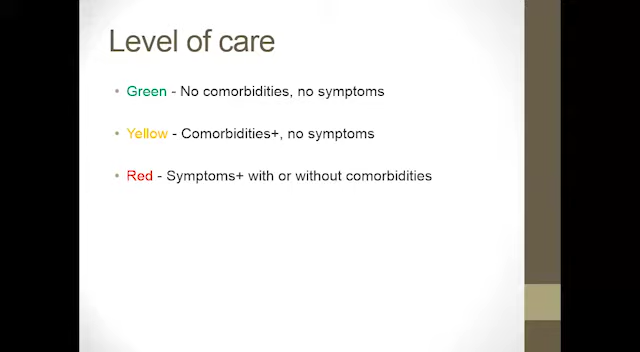 Level of care
• Green - No comorbidities, no symptoms
• Yellow - Comorbidities+, no symptoms
• Red - Symptoms+ with or without comorbidities